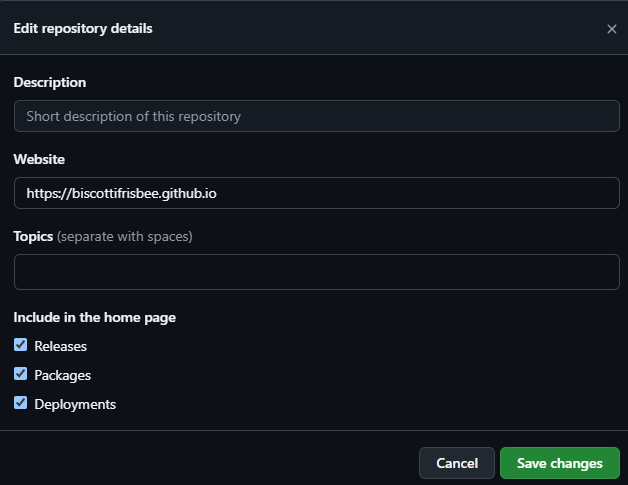 Edit repository details
Description
Short description of this repository
Website
https://biscottifrisbee.github.io
Topics (separate with spaces)
Include in the home page
Releases
Packages
Deployments
Cancel Save changes